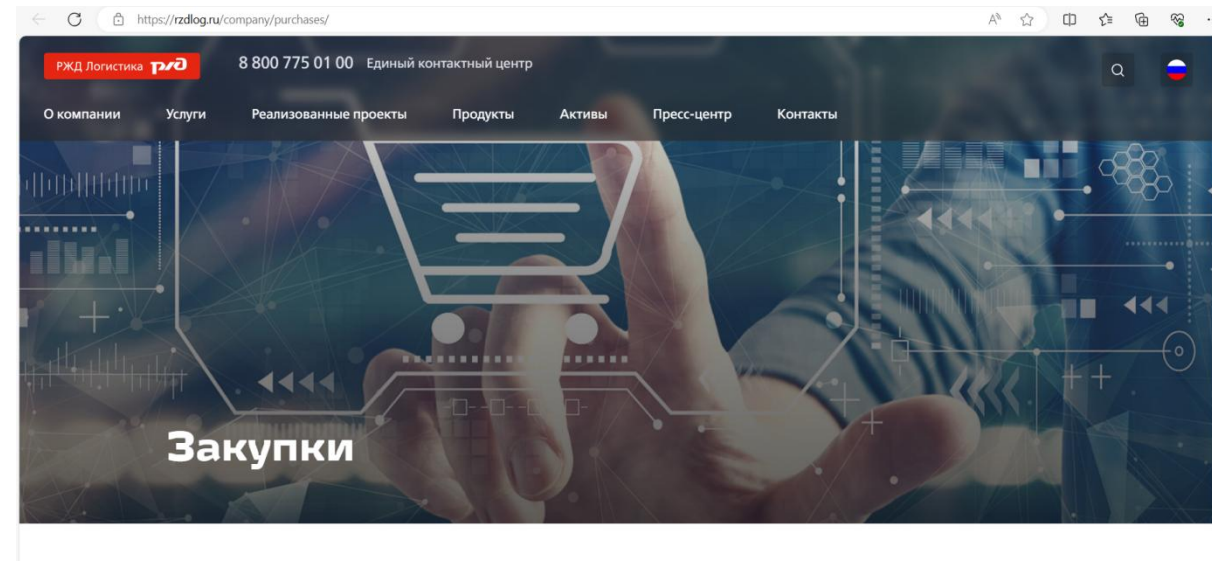 https://rzdlog.ru/company/purchases/
РЖД Логистика ржд 8 800 775 01 00 Единый контактный центр
О компании Услуги Реализованные проекты Продукты Активы Пресс-центр Контакты
Закупки